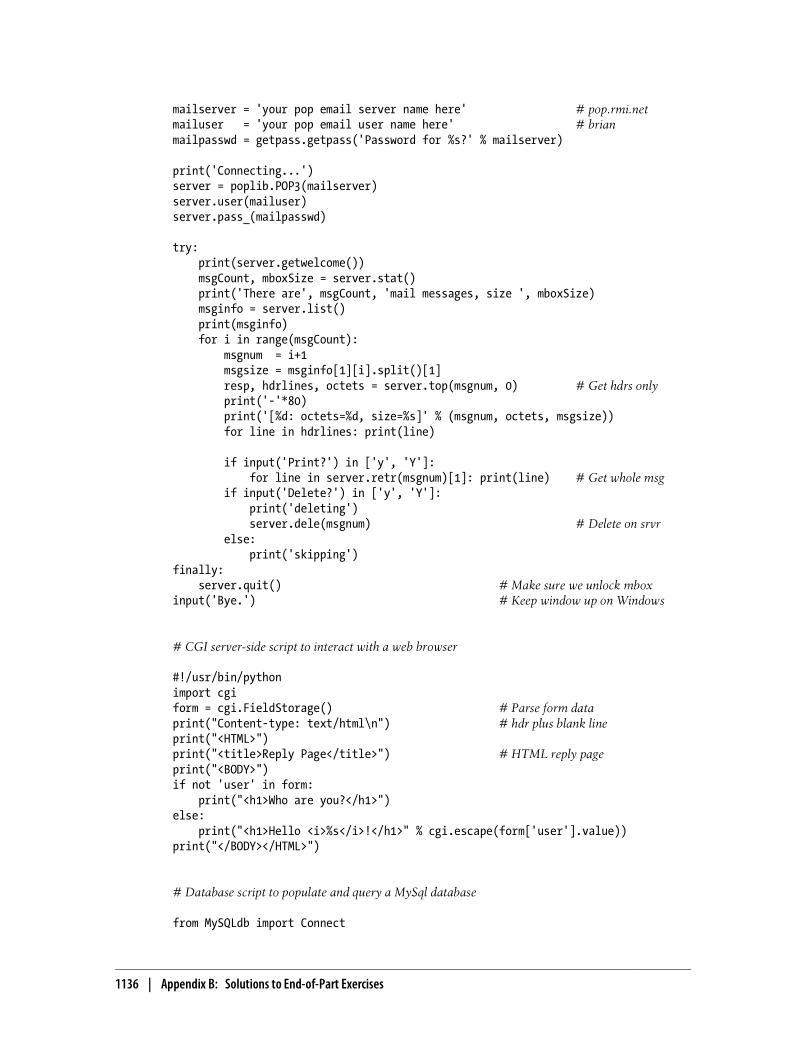 mailserver = 'your pop email server name here'                 # pop.rmi.net
mailuser   = 'your pop email user name here'                   # brian
mailpasswd = getpass.getpass('Password for %s?' % mailserver)

print('Connecting...')
server = poplib.POP3(mailserver)
server.user(mailuser)
server.pass_(mailpasswd)

try:
    print(server.getwelcome())
    msgCount, mboxSize = server.stat()
    print('There are', msgCount, 'mail messages, size ', mboxSize)
    msginfo = server.list()
    print(msginfo)
    for i in range(msgCount):
        msgnum  = i+1
        msgsize = msginfo[1][i].split()[1]
        resp, hdrlines, octets = server.top(msgnum, 0)         # Get hdrs only
        print('-'*80)
        print('[%d: octets=%d, size=%s]' % (msgnum, octets, msgsize))
        for line in hdrlines: print(line)

        if input('Print?') in ['y', 'Y']:
            for line in server.retr(msgnum)[1]: print(line)    # Get whole msg
        if input('Delete?') in ['y', 'Y']:
            print('deleting')
            server.dele(msgnum)                                # Delete on srvr
        else:
            print('skipping')
finally:
    server.quit()                                  # Make sure we unlock mbox
input('Bye.')                                      # Keep window up on Windows

# CGI server-side script to interact with a web browser

#!/usr/bin/python
import cgi
form = cgi.FieldStorage()                          # Parse form data
print("Content-type: text/html\n")                 # hdr plus blank line
print("<HTML>")
print("<title>Reply Page</title>")                 # HTML reply page
print("<BODY>")
if not 'user' in form:
    print("<h1>Who are you?</h1>")
else:
    print("<h1>Hello <i>%s</i>!</h1>" % cgi.escape(form['user'].value))
print("</BODY></HTML>")

# Database script to populate and query a MySql database

from MySQLdb import Connect

1136 | Appendix B: Solutions to End-of-Part Exercises